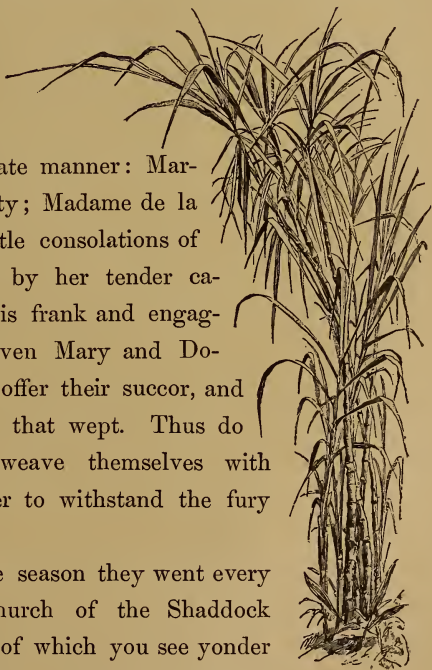 ate manner: Mar-
ty; Madame de la
tle consolations of
by her tender ca-
is frank and engag-
ven Mary and Do-
offer their succor, and
that wept. Thus do
weave themselves with
er to withstand the fury
e season they went every
hurch of the Shaddock
of which you see yonder